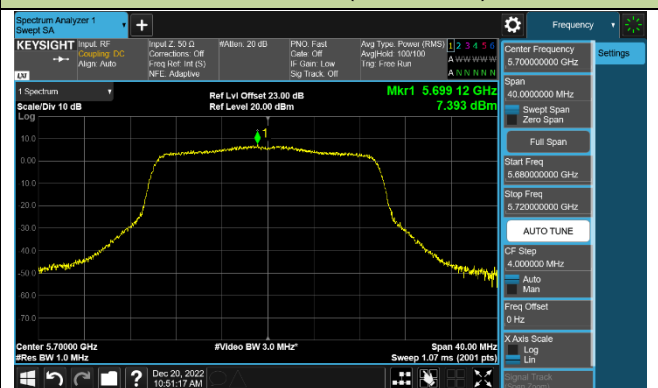 Spectrum Analyzer 1
Swept SA
Frequency
KEYSIGHT
Input: RF
Coupling: DC
Align: Auto
Input Z: 50 Ω
Corrections: Off
Freq Ref: Int (S)
NFE: Adaptive
#Atten: 20 dB
PNO: Fast
Gate: Off
IF Gain: Low
Sig Track: Off
Avg Type: Power (RMS)
Avg|Hold: 100/100
Trig: Free Run
1 2 3 4 5 6
A W W W W W
A N N N N N
LXI
1 Spectrum
Scale/Div 10 dB
Log
Ref Lvl Offset 23.00 dB
Ref Level 20.00 dBm
Mkr1 5.699 12 GHz
7.393 dBm
1
10.0
0.00
10.0
20.0
30.0
40.0
50.0
60.0
70.0
Center 5.70000 GHz
#Res BW 1.0 MHz
#Video BW 3.0 MHz*
Span 40.00 MHz
Sweep 1.07 ms (2001 pts)
Dec 20, 2022
10:51:17 AM
Center Frequency
5.700000000 GHz
Settings
Span
40.0000000 MHz
Swept Span
Zero Span
Full Span
Start Freq
5.680000000 GHz
Stop Freq
5.720000000 GHz
AUTO TUNE
CF Step
4.000000 MHz
Auto
Man
Freq Offset
0 Hz
X Axis Scale
Log
Lin
Signal Track